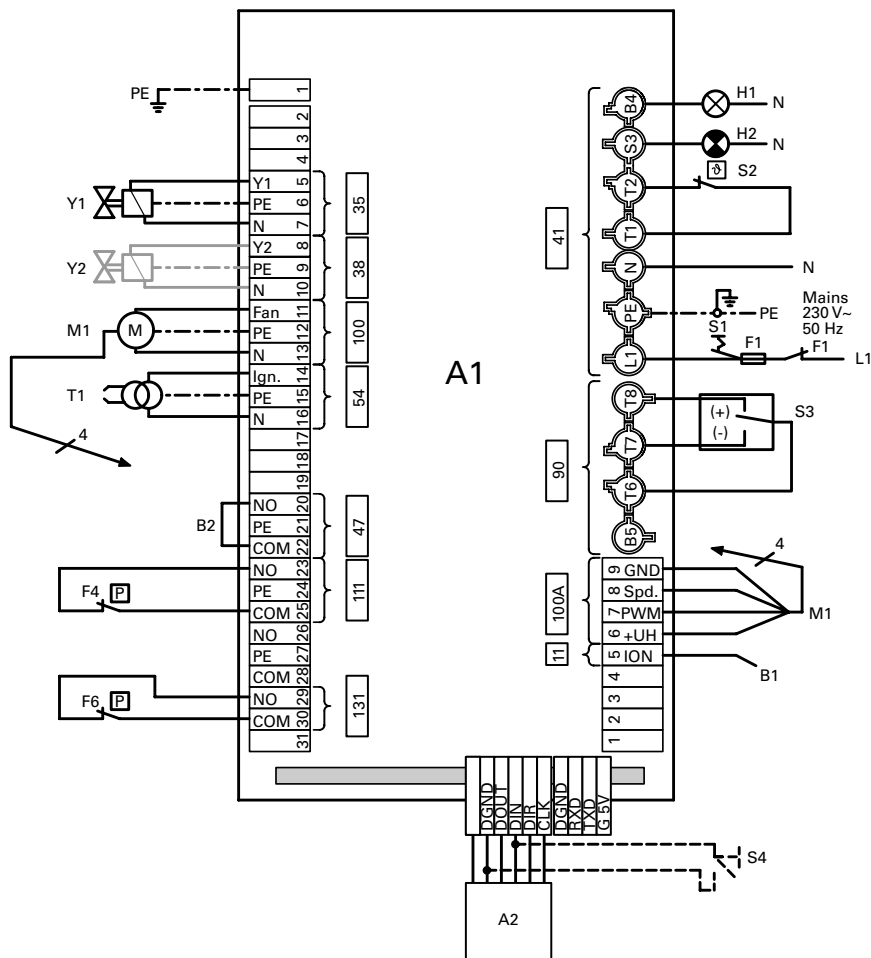 A1
PE
1
2
3
4
Y1 5
PE 6
N 7
35
Y1
Y2 8
PE 9
N 10
38
Y2
Fan 11
PE 12
N 13
100
M1
M
4
Ign. 14
PE 15
N 16
54
T1
17
18
19
NO 20
PE 21
COM 22
47
B2
NO 23
PE 24
COM 25
111
F4 P
NO 26
PE 27
COM 28
NO 29
COM 30
131
F6 P
31
41
B4 H1 N
S3 H2 N
T2 ϑ S2
T1
N N
PE PE
Mains
230 V~
50 Hz
S1
L1 F1 F1 L1
90
T8
T7
T6
B5
(+)
(-)
S3
100A
9 GND
8 Spd.
7 PWM
6 +UH
4
M1
11
5 ION
B1
4
3
2
1
DGND
DOUT
DIN
DIR
CLK
DGND
RXD
TXD
G 5V
S4
A2